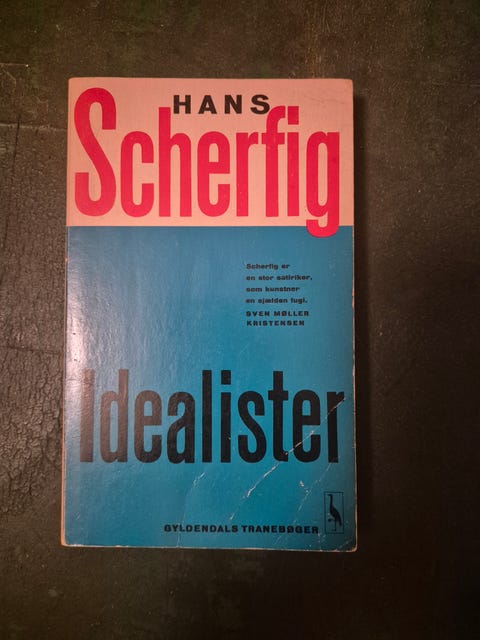 HANS
Scherfig
Scherfig er
en stor satiriker,
som kunstner
en sjælden fugl.
SVEN MØLLER
KRISTENSEN
Idealister
GYLDENDALS TRANEBØGER